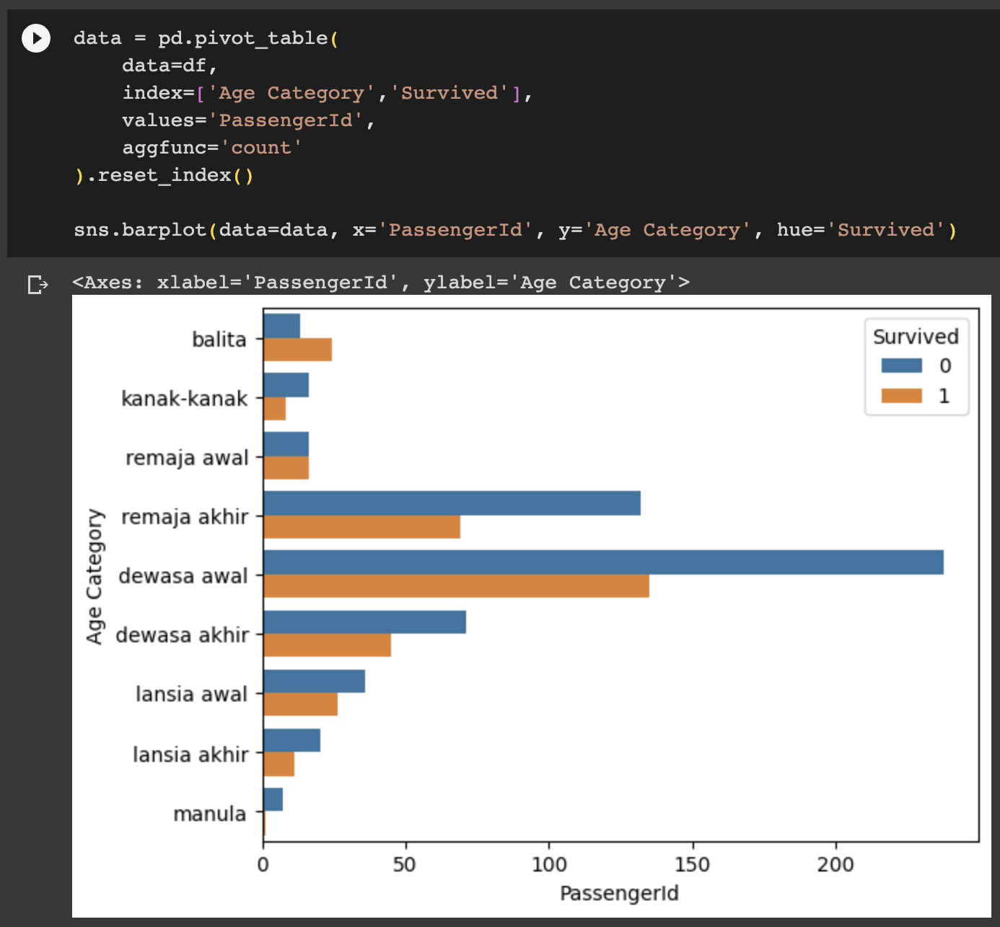 data = pd.pivot_table(
    data=df,
    index=['Age Category','Survived'],
    values='PassengerId',
    aggfunc='count'
).reset_index()
sns.barplot(data=data, x='PassengerId', y='Age Category', hue='Survived')
<Axes: xlabel='PassengerId', ylabel='Age Category'>
Survived
0
1
Age Category
balita
kanak-kanak
remaja awal
remaja akhir
dewasa awal
dewasa akhir
lansia awal
lansia akhir
manula
0 50 100 150 200
PassengerId